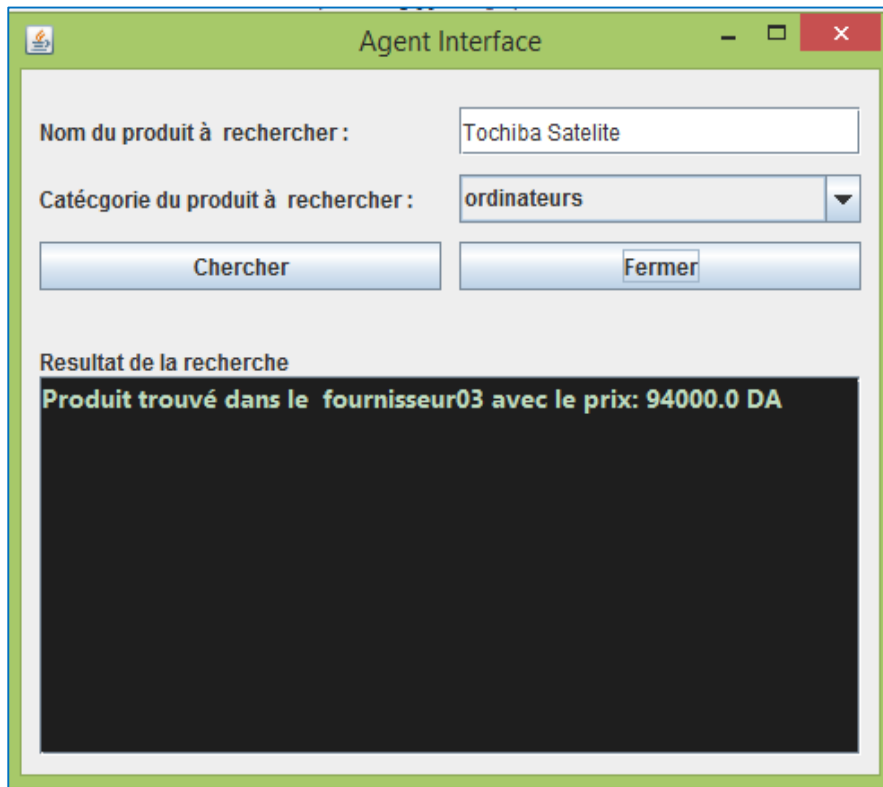 Agent Interface
Nom du produit à rechercher :
Tochiba Satelite
Catécgorie du produit à rechercher :
ordinateurs
Chercher
Fermer
Resultat de la recherche
Produit trouvé dans le fournisseur03 avec le prix: 94000.0 DA